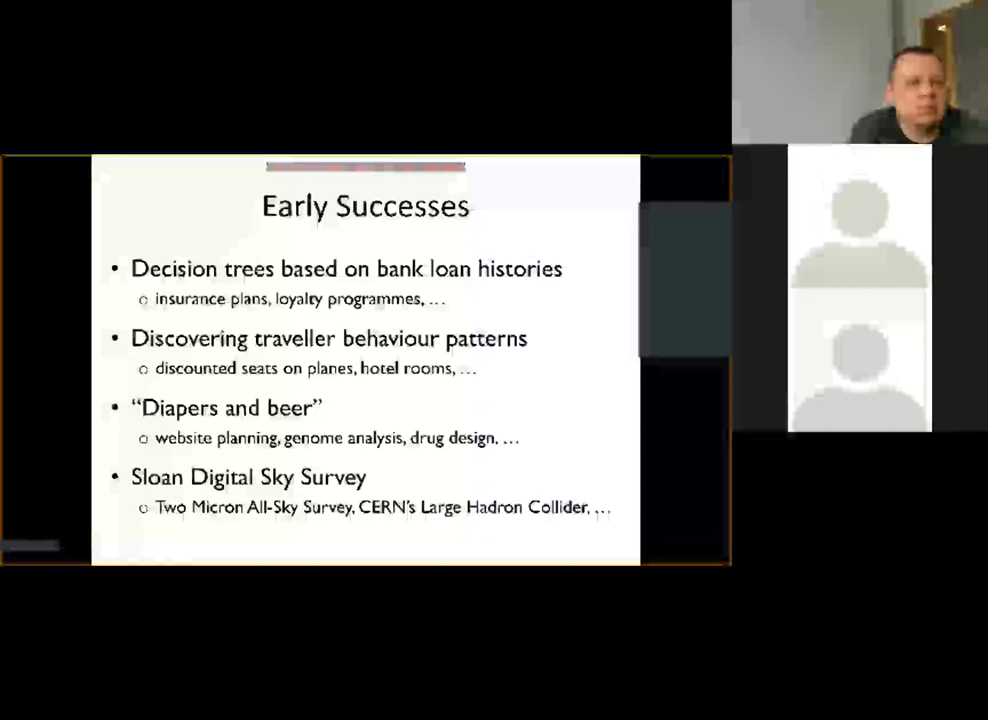 Early Successes
• Decision trees based on bank loan histories
○ insurance plans, loyalty programmes, ...
• Discovering traveller behaviour patterns
○ discounted seats on planes, hotel rooms, ...
• “Diapers and beer”
○ website planning, genome analysis, drug design, ...
• Sloan Digital Sky Survey
○ Two Micron All-Sky Survey, CERN’s Large Hadron Collider, ...